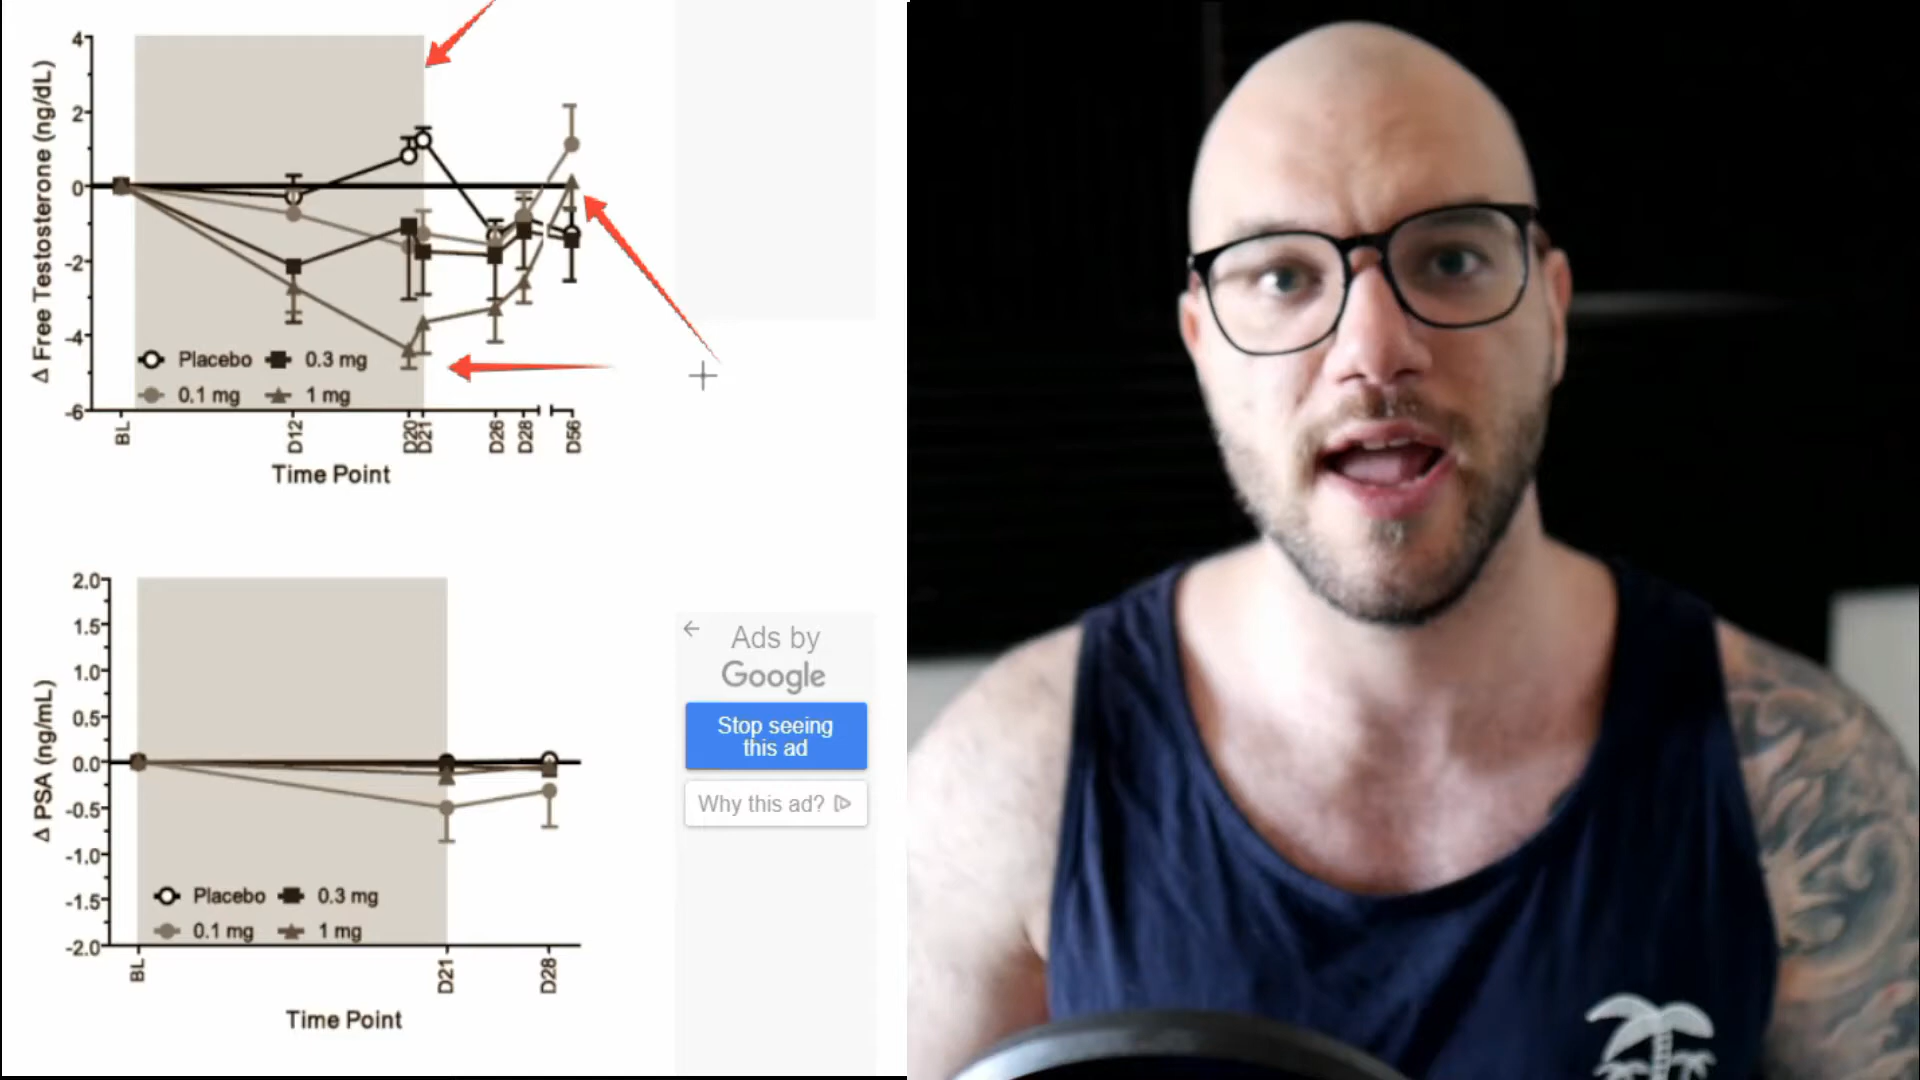 4
2
0
-2
-4
-6
Δ Free Testosterone (ng/dL)
Placebo 0.3 mg
0.1 mg 1 mg
BL D12 D20 D21 D26 D28 D56
Time Point
2.0
1.5
1.0
0.5
0.0
-0.5
-1.0
-1.5
-2.0
Δ PSA (ng/mL)
Placebo 0.3 mg
0.1 mg 1 mg
BL D21 D28
Time Point
Ads by
Google
Stop seeing
this ad
Why this ad?